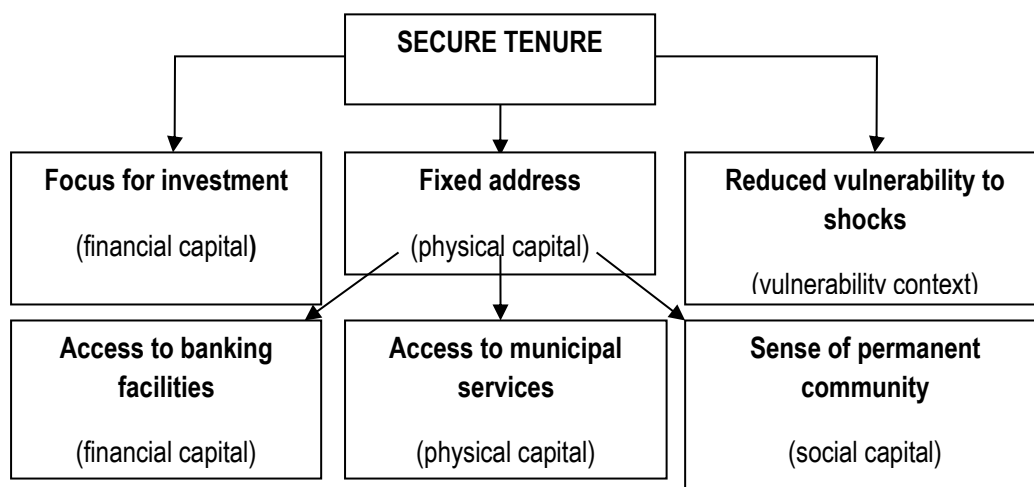 SECURE TENURE
Focus for investment
(financial capital)
Fixed address
(physical capital)
Reduced vulnerability to
shocks
(vulnerability context)
Access to banking
facilities
(financial capital)
Access to municipal
services
(physical capital)
Sense of permanent
community
(social capital)